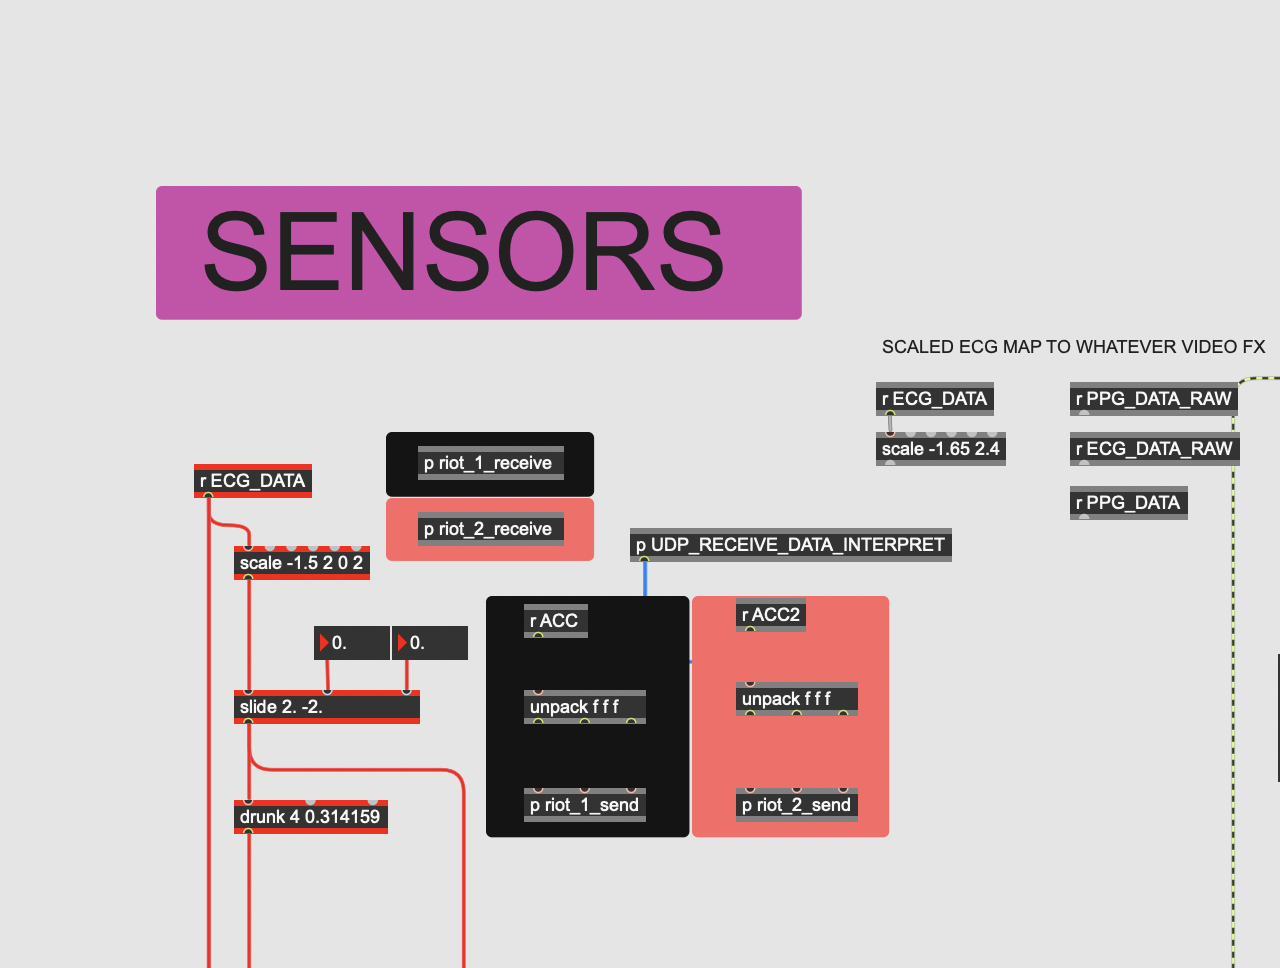 SENSORS
SCALED ECG MAP TO WHATEVER VIDEO FX
r ECG_DATA
r PPG_DATA_RAW
scale -1.65 2.4
r ECG_DATA_RAW
r PPG_DATA
p riot_1_receive
r ECG_DATA
p riot_2_receive
p UDP_RECEIVE_DATA_INTERPRET
scale -1.5 2 0 2
r ACC
r ACC2
0.
0.
slide 2. -2.
unpack f f f
unpack f f f
drunk 4 0.314159
p riot_1_send
p riot_2_send